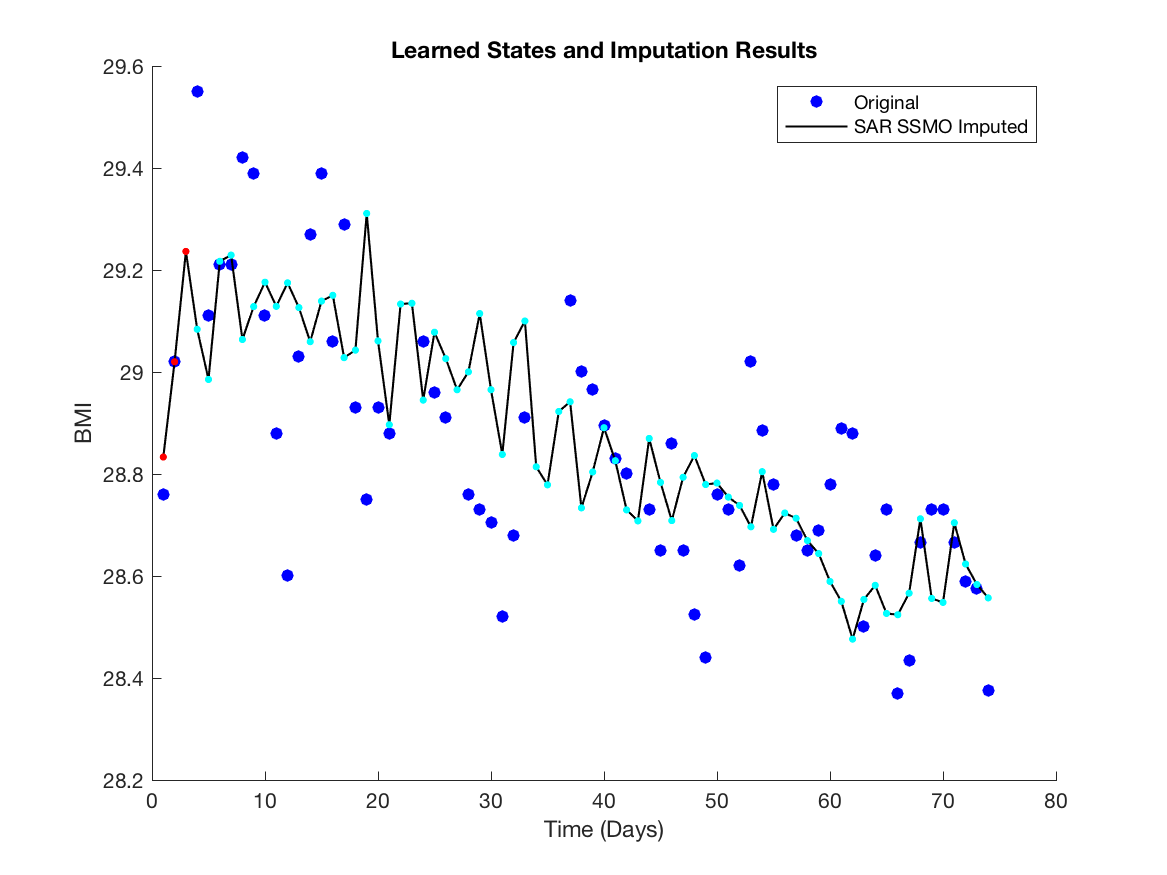 Learned States and Imputation Results
Original
SAR SSMO Imputed
29.6
29.4
29.2
29
28.8
28.6
28.4
28.2
BMI
0 10 20 30 40 50 60 70 80
Time (Days)